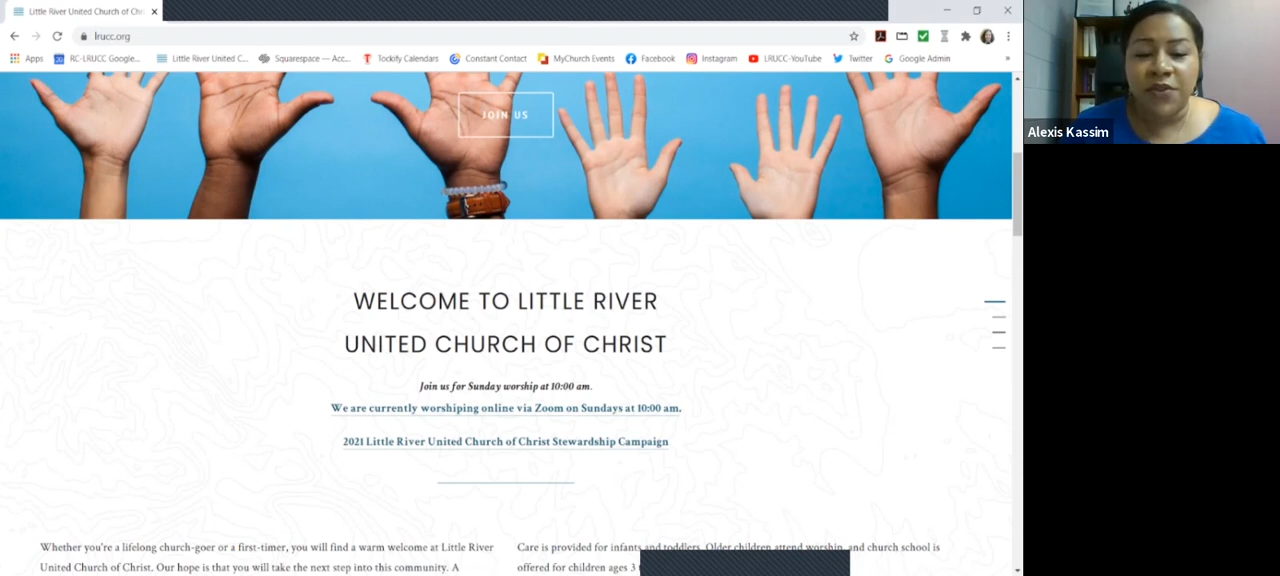 Little River United Church of Chr
lrucc.org
Apps
RC-LRUCC Google...
Little River United C...
Squarespace — Acc...
Tockify Calendars
Constant Contact
MyChurch Events
Facebook
Instagram
LRUCC-YouTube
Twitter
Google Admin
»
JOIN US
Alexis Kassim
WELCOME TO LITTLE RIVER
UNITED CHURCH OF CHRIST
Join us for Sunday worship at 10:00 am.
We are currently worshiping online via Zoom on Sundays at 10:00 am.
2021 Little River United Church of Christ Stewardship Campaign
Whether you're a lifelong church-goer or a first-timer, you will find a warm welcome at Little River
United Church of Christ. Our hope is that you will take the next step into this community. A
Care is provided for infants and toddlers. Older children attend worship, and church school is
offered for children ages 3